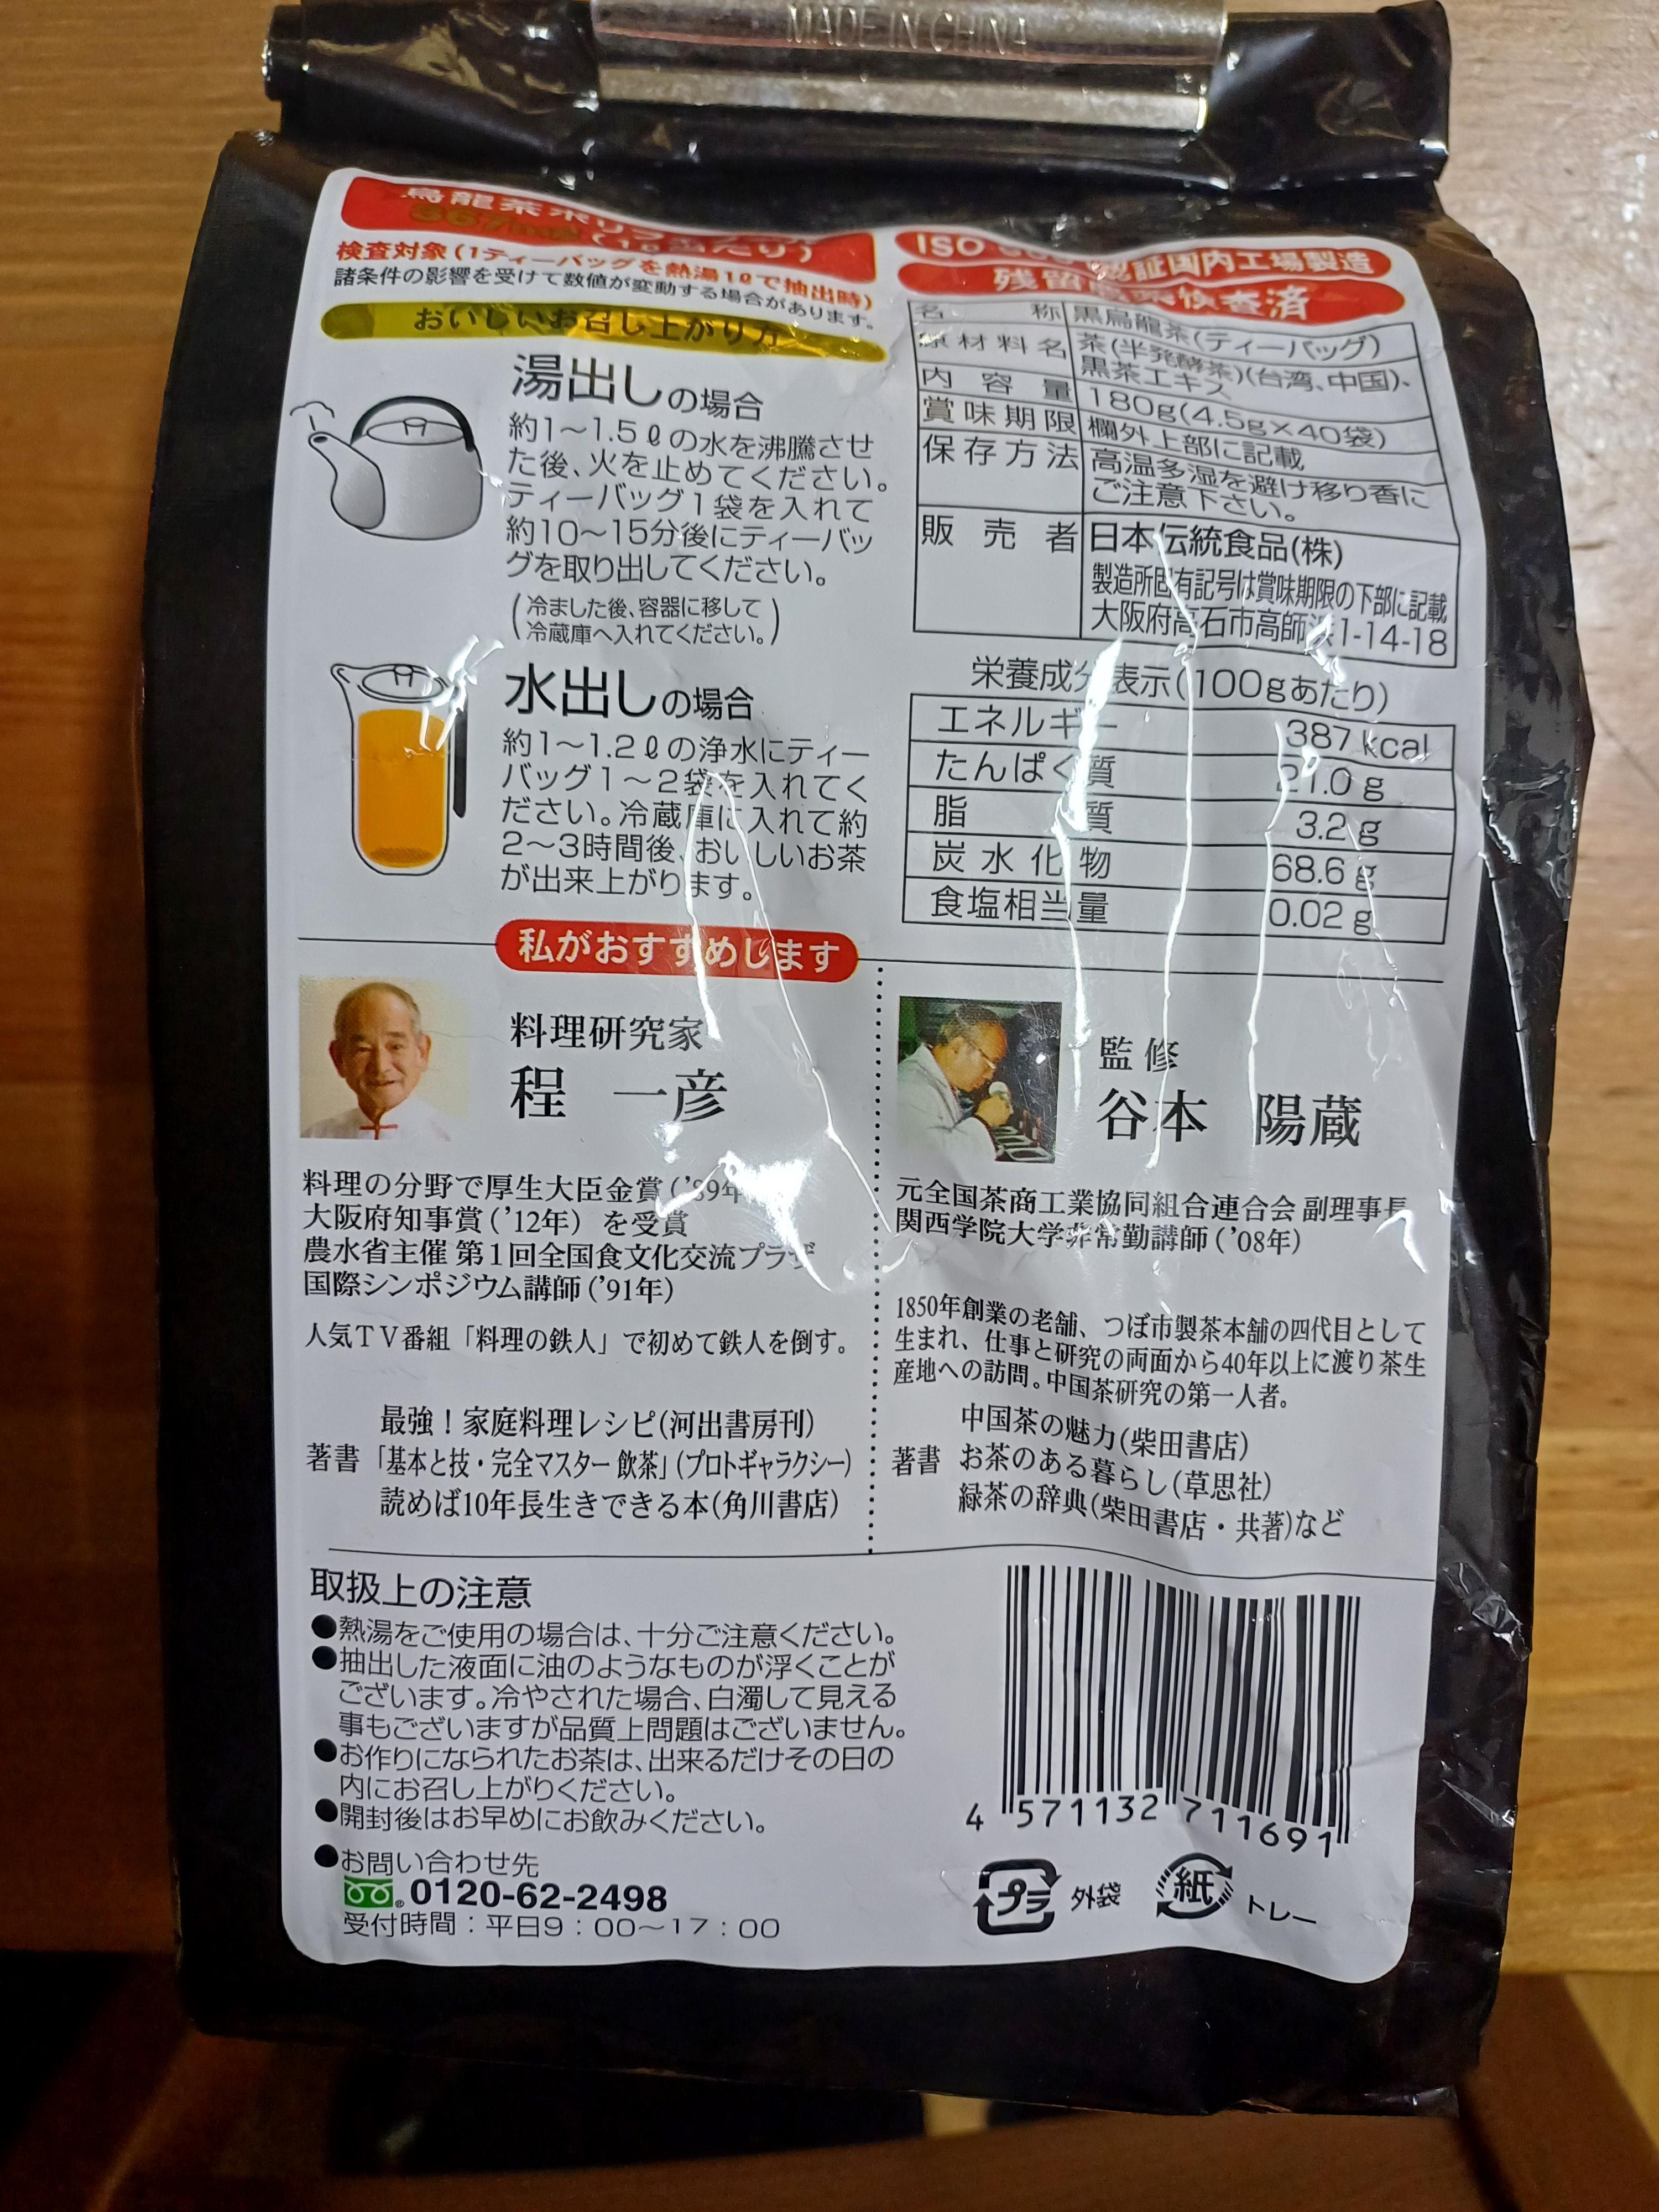 MADE IN CHINA
烏龍茶ポリ
367mg(1ℓ当たり)
検査対象(1ティーバッグを熱湯1ℓで抽出時)
諸条件の影響を受けて数値が変動する場合があります。
おいしいお召し上がり方
湯出しの場合
約1～1.5ℓの水を沸騰させ
た後、火を止めてください。
ティーバッグ1袋を入れて
約10～15分後にティーバッ
グを取り出してください。
(冷ました後、容器に移して
冷蔵庫へ入れてください。)
水出しの場合
約1～1.2ℓの浄水にティー
バッグ1～2袋を入れてく
ださい。冷蔵庫に入れて約
2～3時間後、おいしいお茶
が出来上がります。
ISO 認証国内工場製造
残留農薬検査済
名称 黒烏龍茶(ティーバッグ)
原材料名 茶(半発酵茶)(台湾、中国)、
黒茶エキス
内容量 180g(4.5g×40袋)
賞味期限 欄外上部に記載
保存方法 高温多湿を避け移り香に
ご注意下さい。
販売者 日本伝統食品(株)
製造所固有記号は賞味期限の下部に記載
大阪府高石市高師浜1-14-18
栄養成分表示(100gあたり)
エネルギー 387 kcal
たんぱく質 21.0 g
脂質 3.2 g
炭水化物 68.6 g
食塩相当量 0.02 g
私がおすすめします
料理研究家
程 一彦
料理の分野で厚生大臣金賞('89年
大阪府知事賞('12年) を受賞
農水省主催 第1回全国食文化交流プラザ
国際シンポジウム講師('91年)
人気TV番組「料理の鉄人」で初めて鉄人を倒す。
最強!家庭料理レシピ(河出書房刊)
著書「基本と技・完全マスター 飲茶」(プロトギャラクシー)
読めば10年長生きできる本(角川書店)
監修
谷本 陽蔵
元全国茶商工業協同組合連合会 副理事長
関西学院大学非常勤講師('08年)
1850年創業の老舗、つぼ市製茶本舗の四代目として
生まれ、仕事と研究の両面から40年以上に渡り茶生
産地への訪問。中国茶研究の第一人者。
中国茶の魅力(柴田書店)
著書 お茶のある暮らし(草思社)
緑茶の辞典(柴田書店・共著)など
取扱上の注意
●熱湯をご使用の場合は、十分ご注意ください。
●抽出した液面に油のようなものが浮くことが
ございます。冷やされた場合、白濁して見える
事もございますが品質上問題はございません。
●お作りになられたお茶は、出来るだけその日の
内にお召し上がりください。
●開封後はお早めにお飲みください。
●お問い合わせ先
0120-62-2498
受付時間:平日9:00～17:00
4 571132 711691
プラ 外袋 紙 トレー